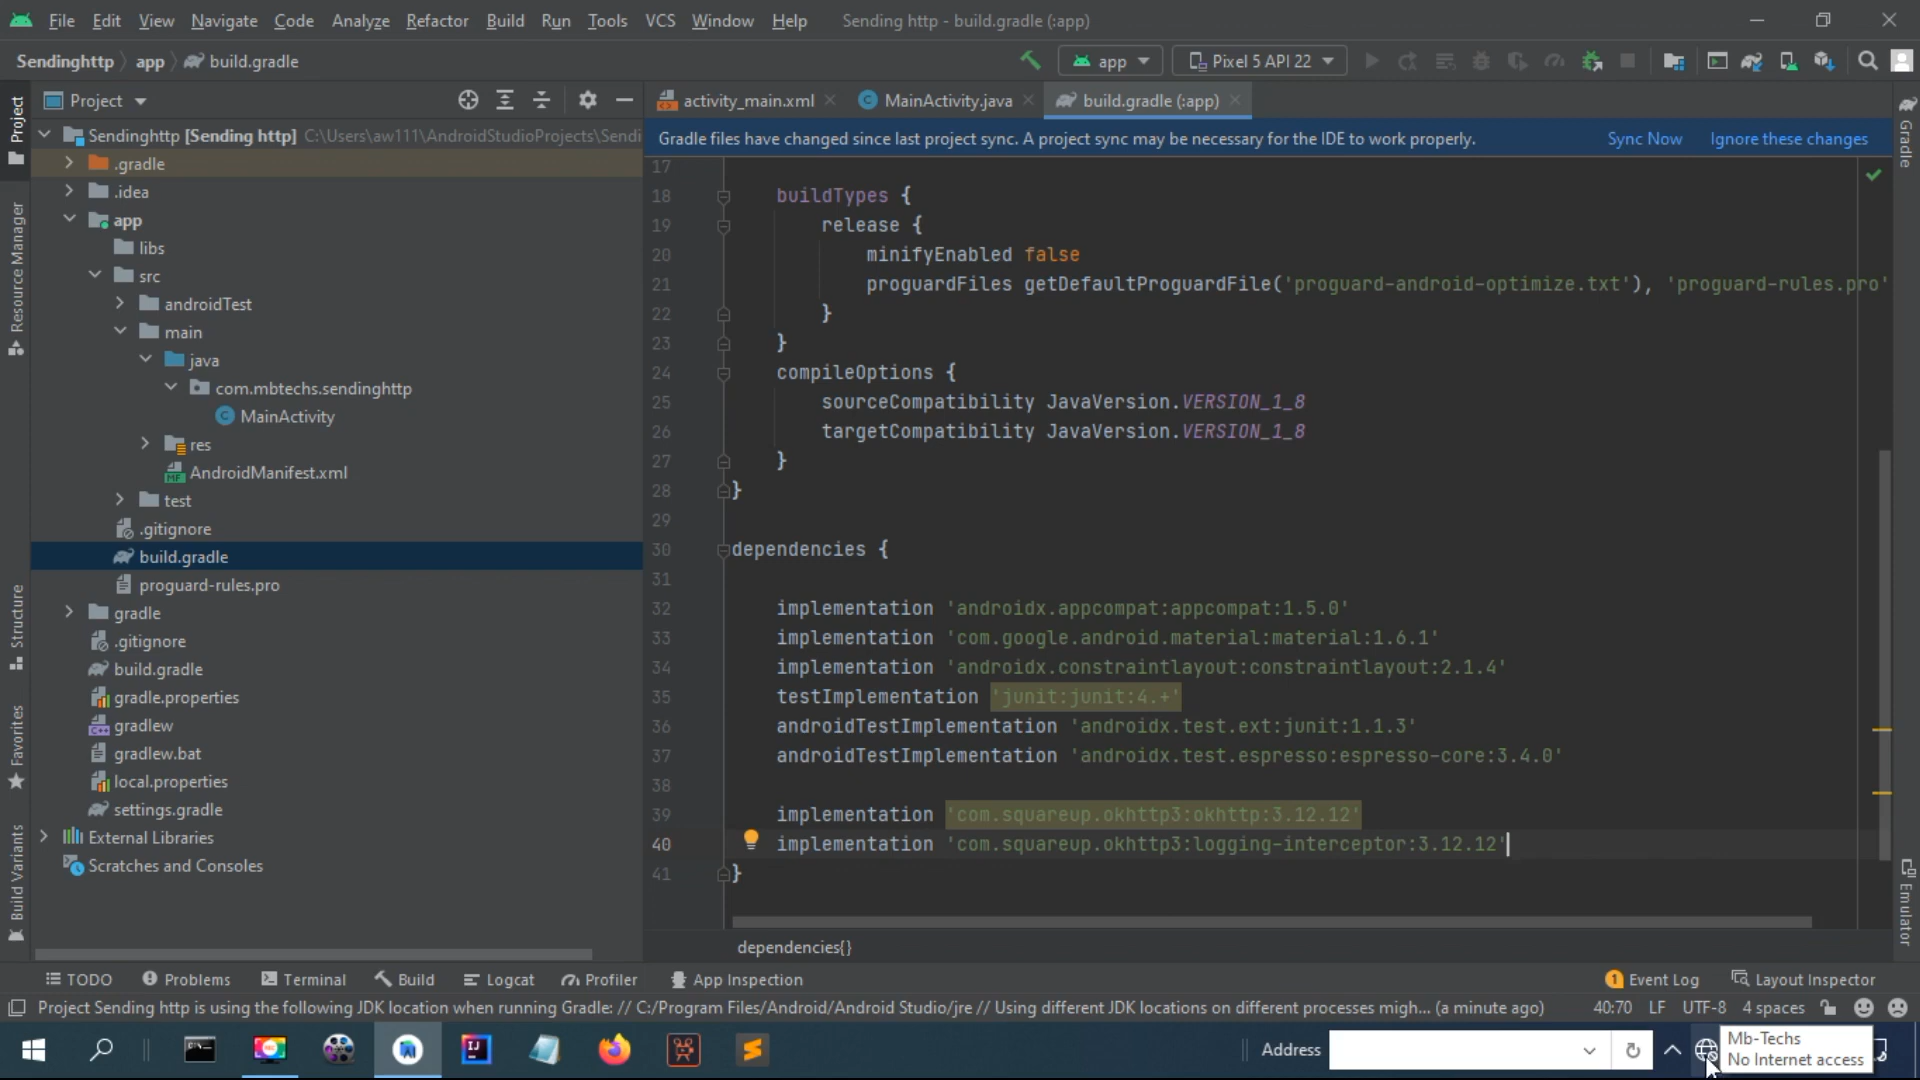 File Edit View Navigate Code Analyze Refactor Build Run Tools VCS Window Help Sending http - build.gradle (:app)
Sendinghttp app build.gradle
app Pixel 5 API 22
Project
activity_main.xml MainActivity.java build.gradle (:app)
Gradle files have changed since last project sync. A project sync may be necessary for the IDE to work properly. Sync Now Ignore these changes
Sendinghttp [Sending http] C:\Users\aw111\AndroidStudioProjects\Sendi
.gradle
.idea
app
libs
src
androidTest
main
java
com.mbtechs.sendinghttp
MainActivity
res
AndroidManifest.xml
test
.gitignore
build.gradle
proguard-rules.pro
gradle
.gitignore
build.gradle
gradle.properties
gradlew
gradlew.bat
local.properties
settings.gradle
External Libraries
Scratches and Consoles
Project
Resource Manager
Structure
Favorites
Build Variants
17
18 buildTypes {
19 release {
20 minifyEnabled false
21 proguardFiles getDefaultProguardFile('proguard-android-optimize.txt'), 'proguard-rules.pro'
22 }
23 }
24 compileOptions {
25 sourceCompatibility JavaVersion.VERSION_1_8
26 targetCompatibility JavaVersion.VERSION_1_8
27 }
28 }
29
30 dependencies {
31
32 implementation 'androidx.appcompat:appcompat:1.5.0'
33 implementation 'com.google.android.material:material:1.6.1'
34 implementation 'androidx.constraintlayout:constraintlayout:2.1.4'
35 testImplementation 'junit:junit:4.+'
36 androidTestImplementation 'androidx.test.ext:junit:1.1.3'
37 androidTestImplementation 'androidx.test.espresso:espresso-core:3.4.0'
38
39 implementation 'com.squareup.okhttp3:okhttp:3.12.12'
40 implementation 'com.squareup.okhttp3:logging-interceptor:3.12.12'
41 }
dependencies{}
Gradle
Emulator
TODO Problems Terminal Build Logcat Profiler App Inspection 1 Event Log Layout Inspector
Project Sending http is using the following JDK location when running Gradle: // C:/Program Files/Android/Android Studio/jre // Using different JDK locations on different processes migh... (a minute ago) 40:70 LF UTF-8 4 spaces
Address
Mb-Techs
No Internet access